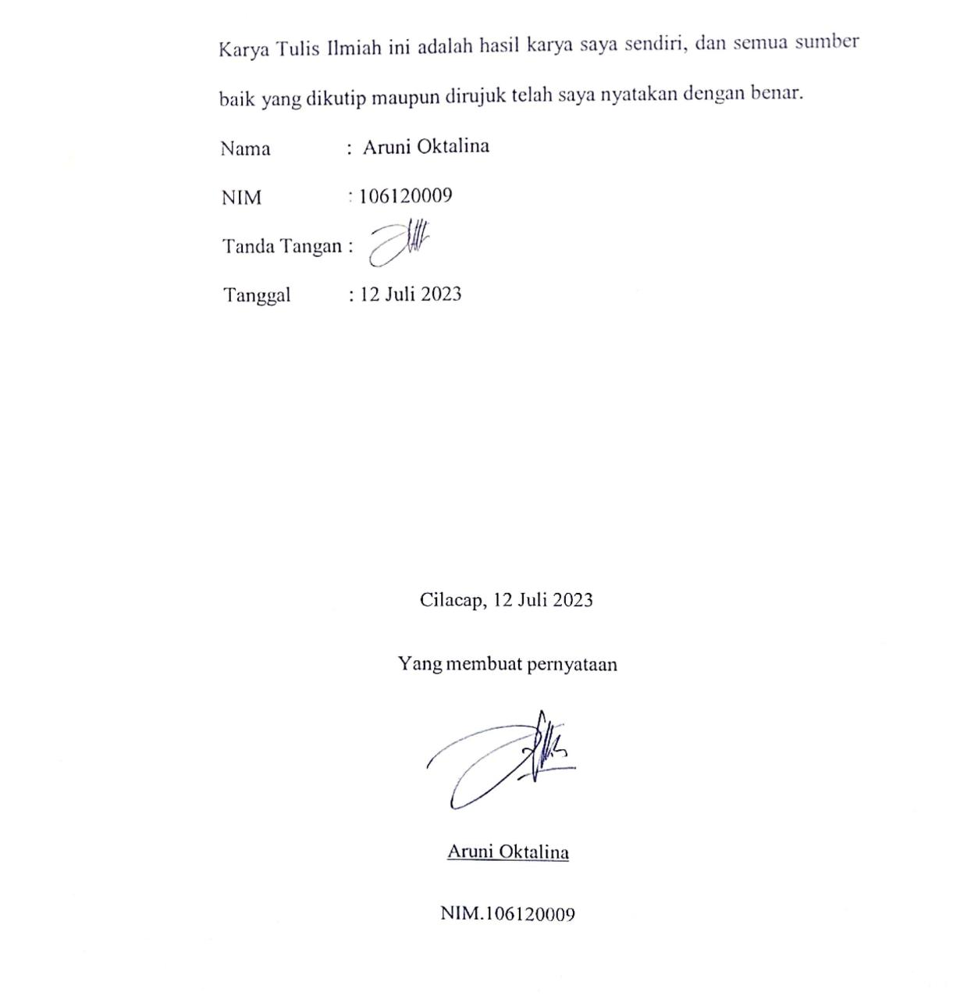 Karya Tulis Ilmiah ini adalah hasil karya saya sendiri, dan semua sumber
baik yang dikutip maupun dirujuk telah saya nyatakan dengan benar.
Nama : Aruni Oktalina
NIM : 106120009
Tanda Tangan :
Tanggal : 12 Juli 2023
Cilacap, 12 Juli 2023
Yang membuat pernyataan
Aruni Oktalina
NIM.106120009